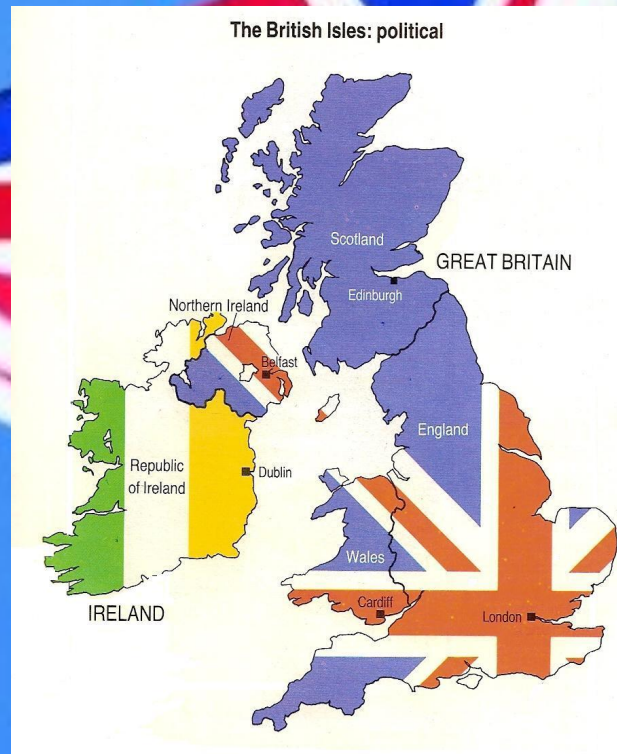 The British Isles: political
Scotland
GREAT BRITAIN
Edinburgh
Northern Ireland
Belfast
England
Republic
of Ireland
Dublin
Wales
Cardiff
London
IRELAND